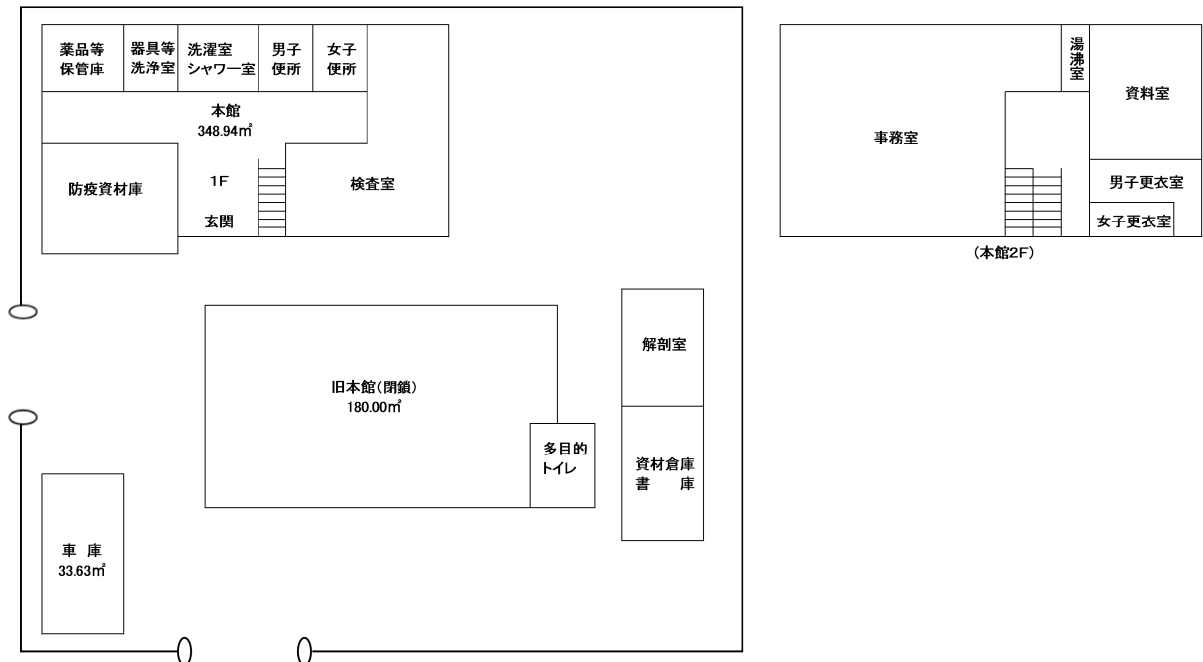 薬品等
保管庫
器具等
洗浄室
洗濯室
シャワー室
男子
便所
女子
便所
本館
348.94㎡
防疫資材庫
1F
玄関
検査室
湯沸室
資料室
事務室
男子更衣室
女子更衣室
(本館2F)
解剖室
旧本館(閉鎖)
180.00㎡
多目的
トイレ
資材倉庫
書　庫
車　庫
33.63㎡